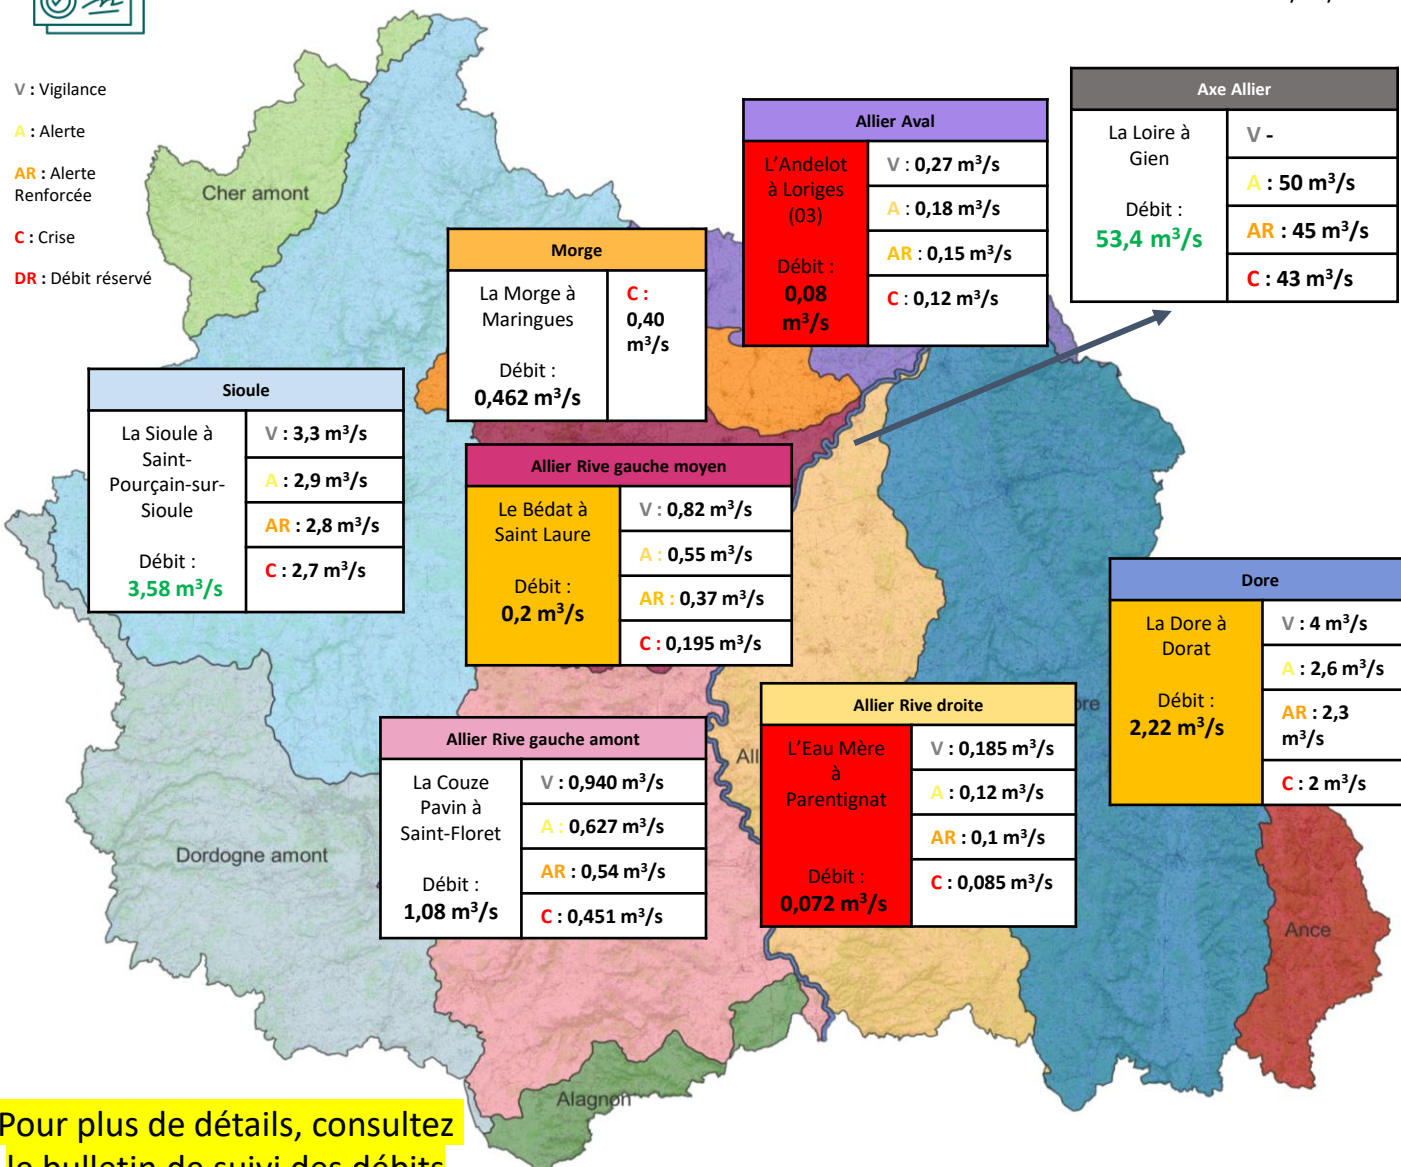 V : Vigilance
A : Alerte
AR : Alerte
Renforcée
C : Crise
DR : Débit réservé
Cher amont
Axe Allier
La Loire à
Gien
Débit :
53,4 m³/s
V -
A : 50 m³/s
AR : 45 m³/s
C : 43 m³/s
Allier Aval
L'Andelot
à Loriges
(03)
Débit :
0,08
m³/s
V : 0,27 m³/s
A : 0,18 m³/s
AR : 0,15 m³/s
C : 0,12 m³/s
Morge
La Morge à
Maringues
Débit :
0,462 m³/s
C :
0,40
m³/s
Sioule
La Sioule à
Saint-
Pourçain-sur-
Sioule
Débit :
3,58 m³/s
V : 3,3 m³/s
A : 2,9 m³/s
AR : 2,8 m³/s
C : 2,7 m³/s
Allier Rive gauche moyen
Le Bédat à
Saint Laure
Débit :
0,2 m³/s
V : 0,82 m³/s
A : 0,55 m³/s
AR : 0,37 m³/s
C : 0,195 m³/s
Dore
La Dore à
Dorat
Débit :
2,22 m³/s
V : 4 m³/s
A : 2,6 m³/s
AR : 2,3
m³/s
C : 2 m³/s
Allier Rive droite
L'Eau Mère
à
Parentignat
Débit :
0,072 m³/s
V : 0,185 m³/s
A : 0,12 m³/s
AR : 0,1 m³/s
C : 0,085 m³/s
Allier Rive gauche amont
La Couze
Pavin à
Saint-Floret
Débit :
1,08 m³/s
V : 0,940 m³/s
A : 0,627 m³/s
AR : 0,54 m³/s
C : 0,451 m³/s
Dordogne amont
Ance
Alagnon
Pour plus de détails, consultez
le bulletin de suivi des débits